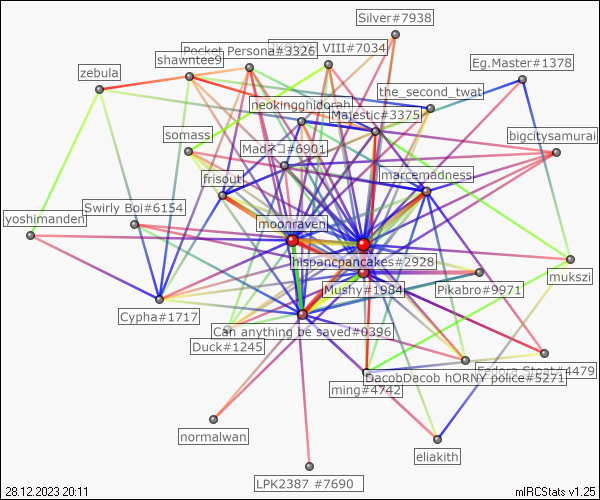 Silver#7938
Pocket Persona#3326
VIII#7034
shawntee9
Eg.Master#1378
zebula
the_second_twat
neokingghidorah
Majestic#3375
somass
bigcitysamurai
Madネコ#6901
frisout
marcemadness
Swirly Boi#6154
yoshimanden
moonraven
hispancpancakes#2928
mukszi
Mushy#1984
Pikabro#9971
Cypha#1717
Can anything be saved#0396
Duck#1245
DacobDacob hORNY police#5271
#4479
ming#4742
normalwan
eliakith
LPK2387 #7690
28.12.2023 20:11
mIRCStats v1.25